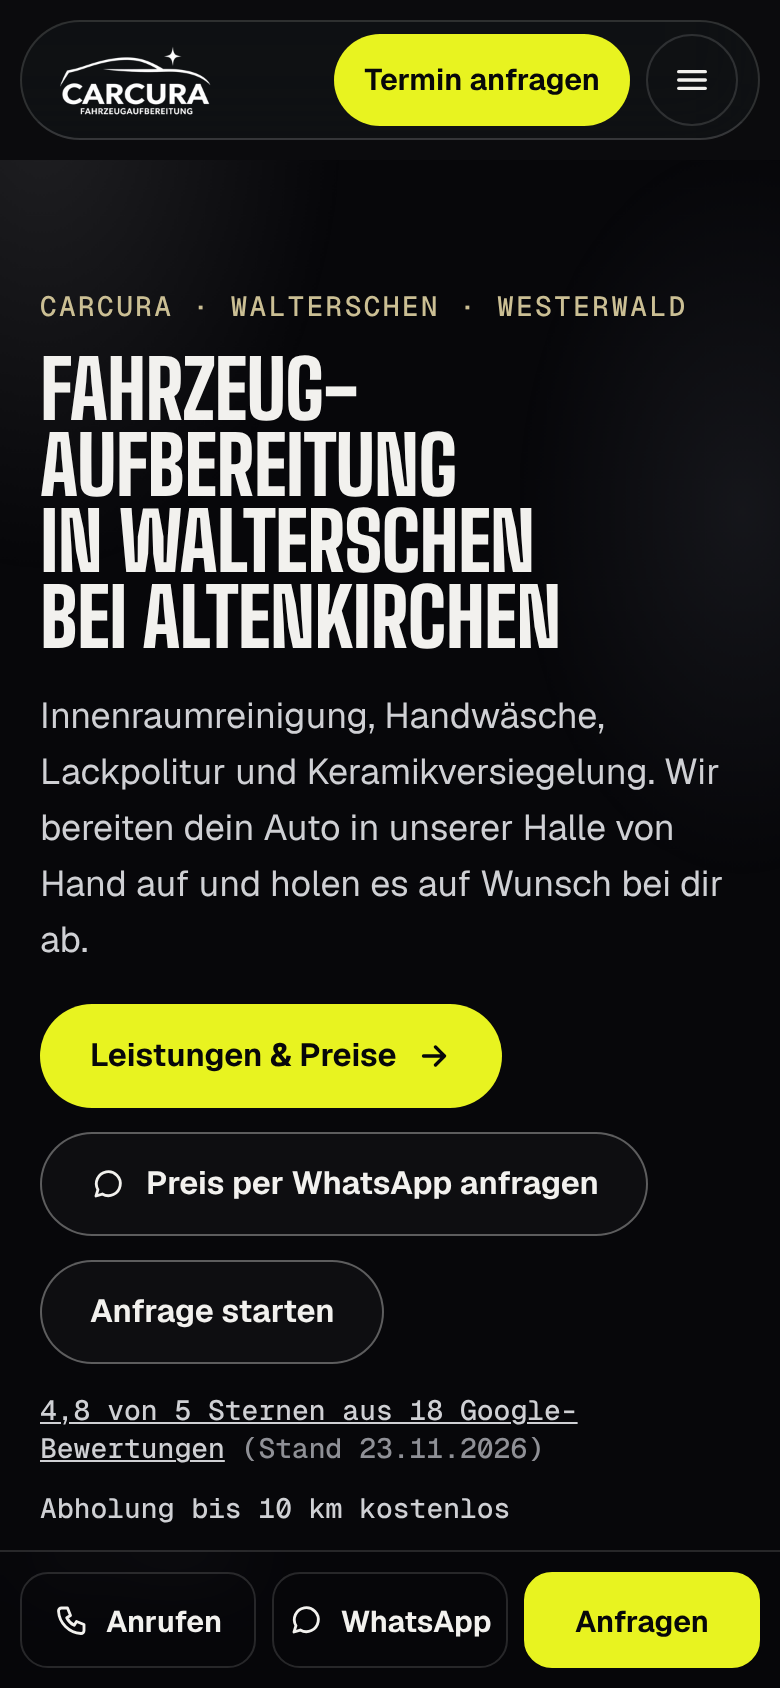 CARCURA
FAHRZEUGAUFBEREITUNG
Termin anfragen
CARCURA · WALTERSCHEN · WESTERWALD
FAHRZEUG-
AUFBEREITUNG
IN WALTERSCHEN
BEI ALTENKIRCHEN
Innenraumreinigung, Handwäsche,
Lackpolitur und Keramikversiegelung. Wir
bereiten dein Auto in unserer Halle von
Hand auf und holen es auf Wunsch bei dir
ab.
Leistungen & Preise →
Preis per WhatsApp anfragen
Anfrage starten
4,8 von 5 Sternen aus 18 Google-
Bewertungen (Stand 23.11.2026)
Abholung bis 10 km kostenlos
Anrufen WhatsApp Anfragen